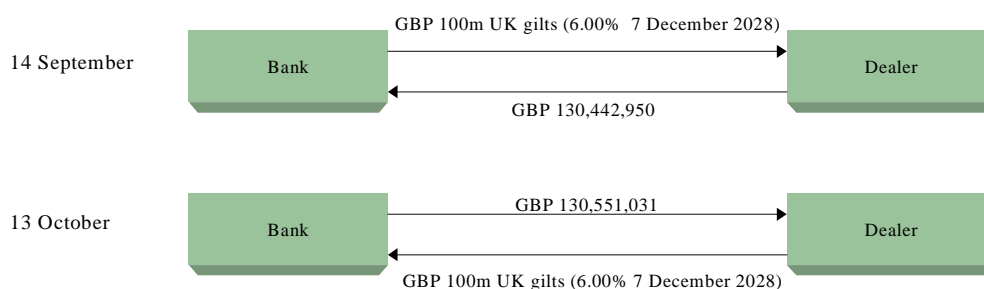 GBP 100m UK gilts (6.00% 7 December 2028)
14 September
Bank
Dealer
GBP 130,442,950
GBP 130,551,031
13 October
Bank
Dealer
GBP 100m UK gilts (6.00% 7 December 2028)